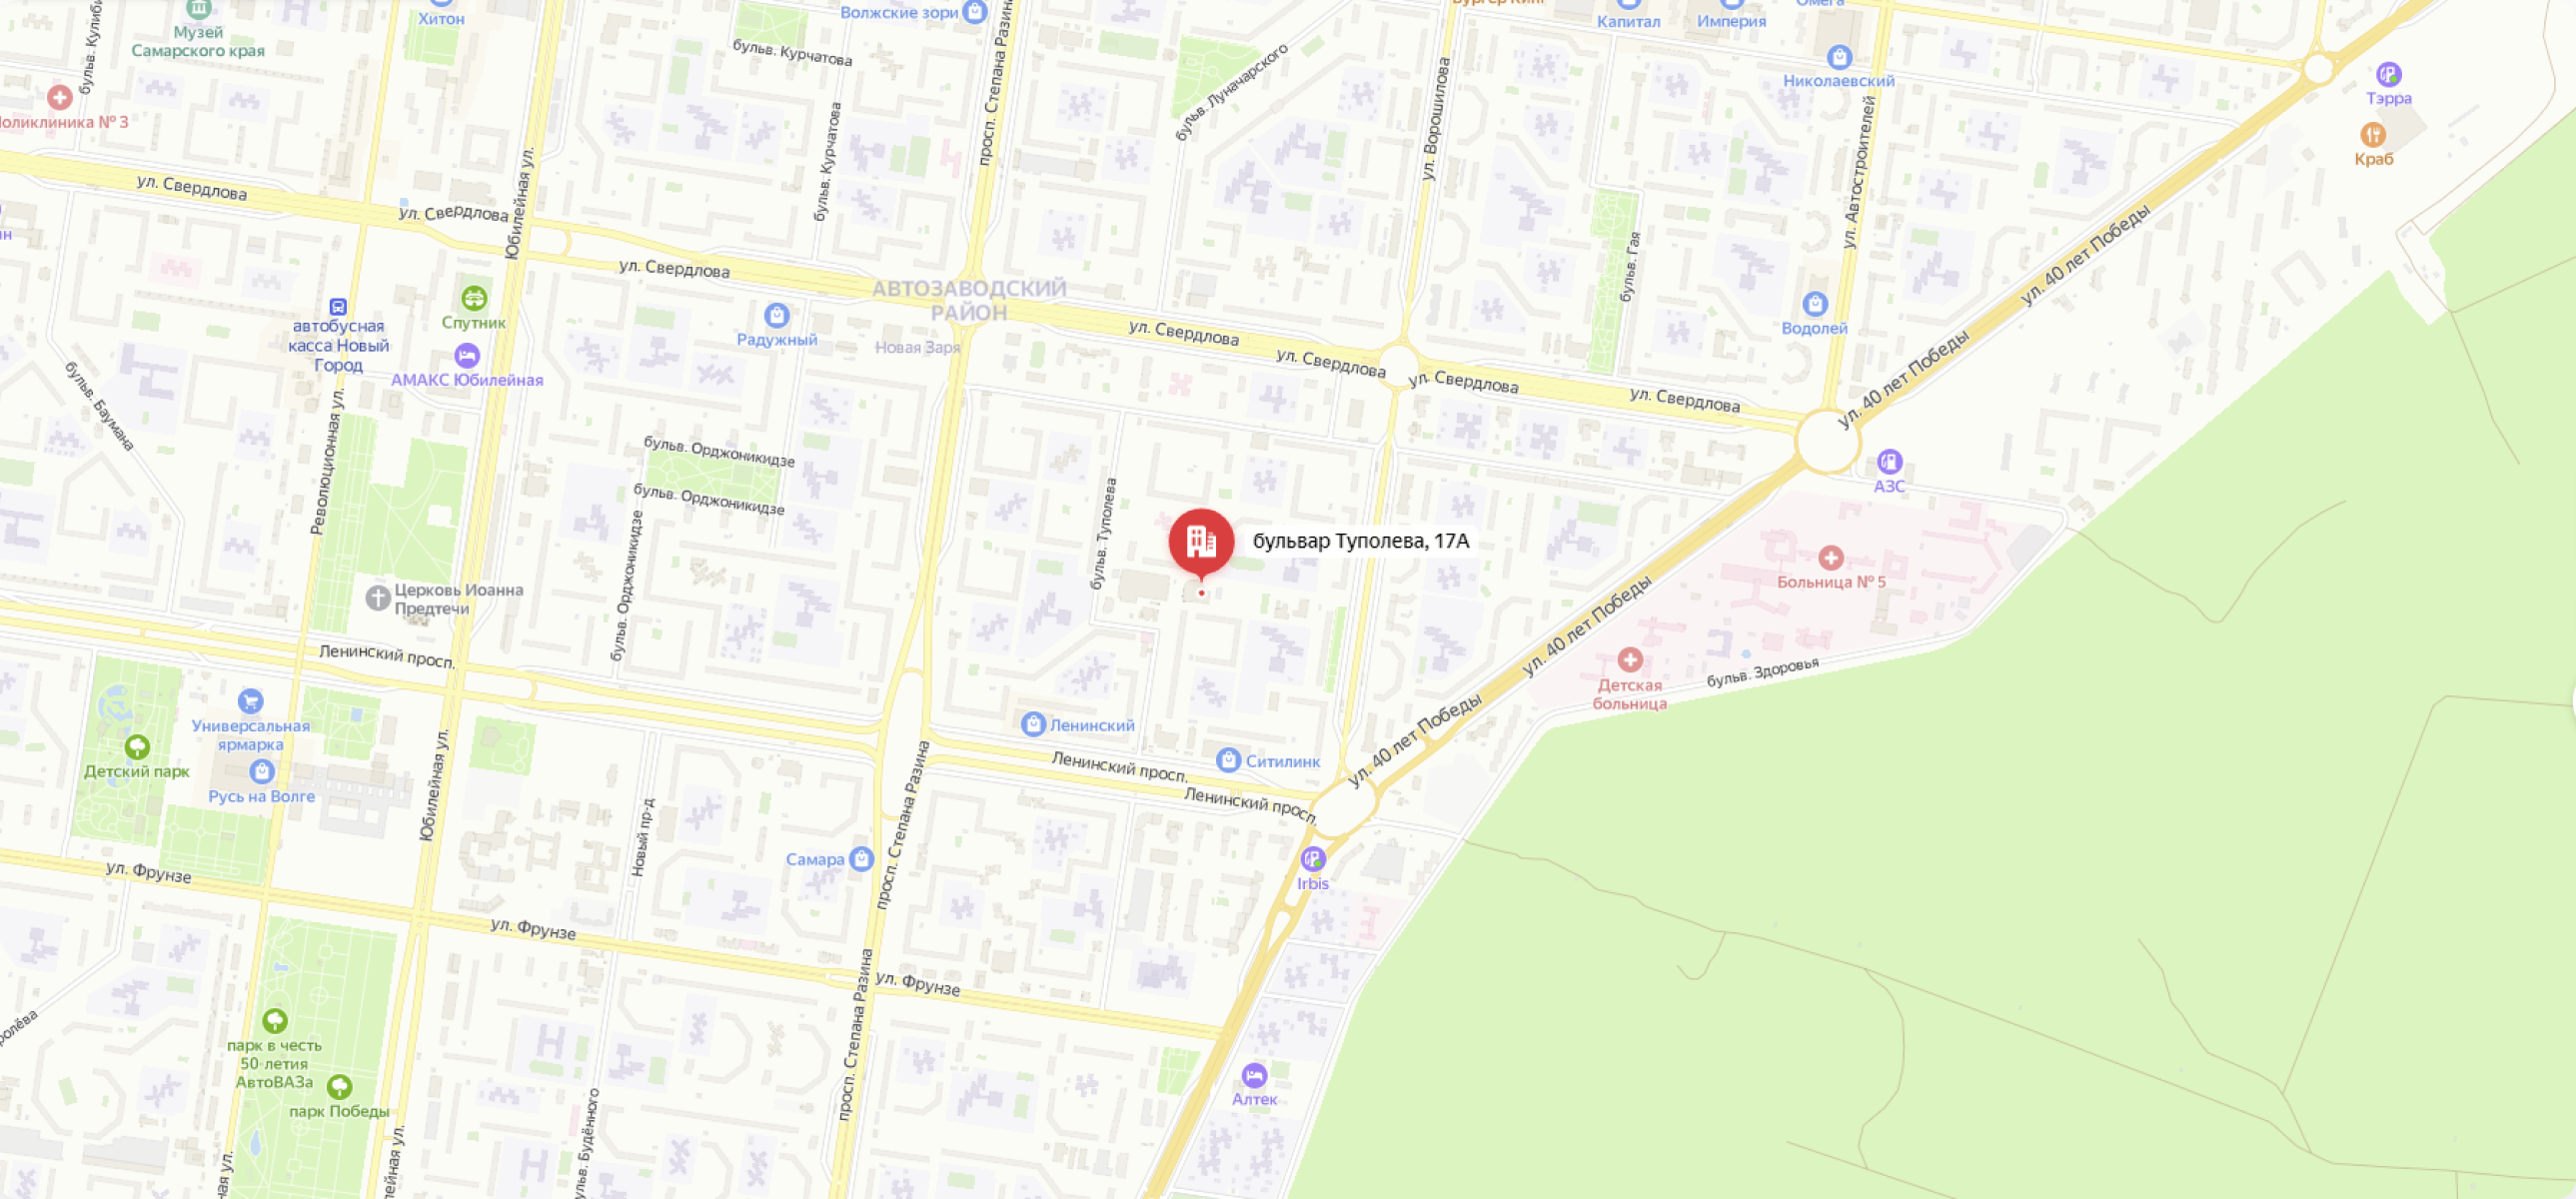 Хитон
Волжские зори
Капитал
Империя
Музей
Самарского края
бульв. Курчатова
просп. Степана Разина
бульв. Луначарского
ул. Ворошилова
Николаевский
Тэрра
Краб
№ 3
ул. Свердлова
ул. Свердлова
Юбилейная ул.
бульв. Курчатова
ул. Автостроителей
ул. 40 лет Победы
ул. Свердлова
АВТОЗАВОДСКИЙ
РАЙОН
Новая Заря
Радужный
Спутник
АМАКС Юбилейная
автобусная
касса Новый
Город
бульв. Баумана
Революционная ул.
ул. Свердлова
ул. Свердлова
ул. Свердлова
ул. Свердлова
бульв. Гая
Водолей
ул. 40 лет Победы
АЗС
бульв. Орджоникидзе
бульв. Орджоникидзе
бульв. Орджоникидзе
бульв. Туполева
бульвар Туполева, 17А
Больница № 5
ул. 40 лет Победы
Детская
больница
бульв. Здоровья
Церковь Иоанна
Предтечи
Ленинский просп.
Универсальная
ярмарка
Детский парк
Русь на Волге
Юбилейная ул.
Ленинский
Ситилинк
ул. 40 лет Победы
Ленинский просп.
Ленинский просп.
просп. Степана Разина
Новый пр-д
Самара
Irbis
ул. Фрунзе
ул. Фрунзе
ул. Фрунзе
просп. Степана Разина
парк в честь
50-летия
АвтоВАЗа
парк Победы
Алтек